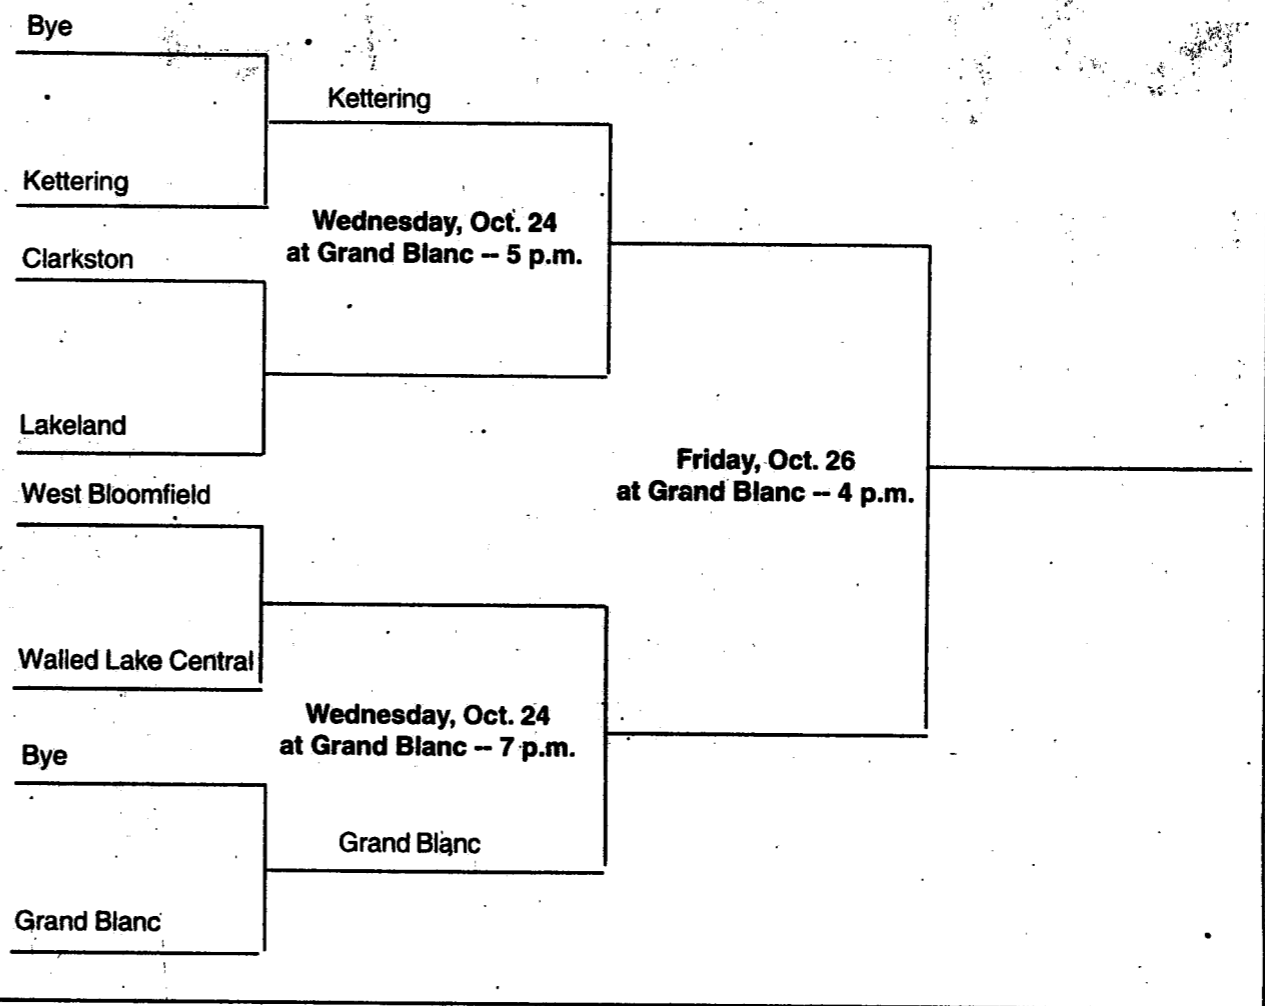 Bye
Kettering
Kettering
Wednesday, Oct. 24
at Grand Blanc -- 5 p.m.
Clarkston
Lakeland
Friday, Oct. 26
at Grand Blanc -- 4 p.m.
West Bloomfield
Walled Lake Central
Wednesday, Oct. 24
at Grand Blanc -- 7 p.m.
Bye
Grand Blanc
Grand Blanc